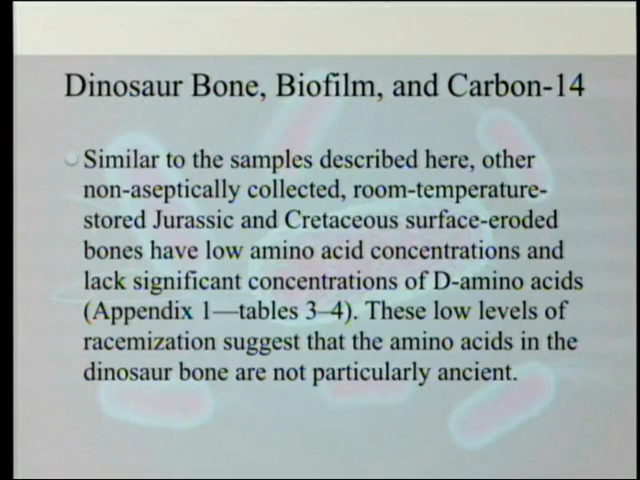 Dinosaur Bone, Biofilm, and Carbon-14
Similar to the samples described here, other
non-aseptically collected, room-temperature-
stored Jurassic and Cretaceous surface-eroded
bones have low amino acid concentrations and
lack significant concentrations of D-amino acids
(Appendix 1—tables 3–4). These low levels of
racemization suggest that the amino acids in the
dinosaur bone are not particularly ancient.